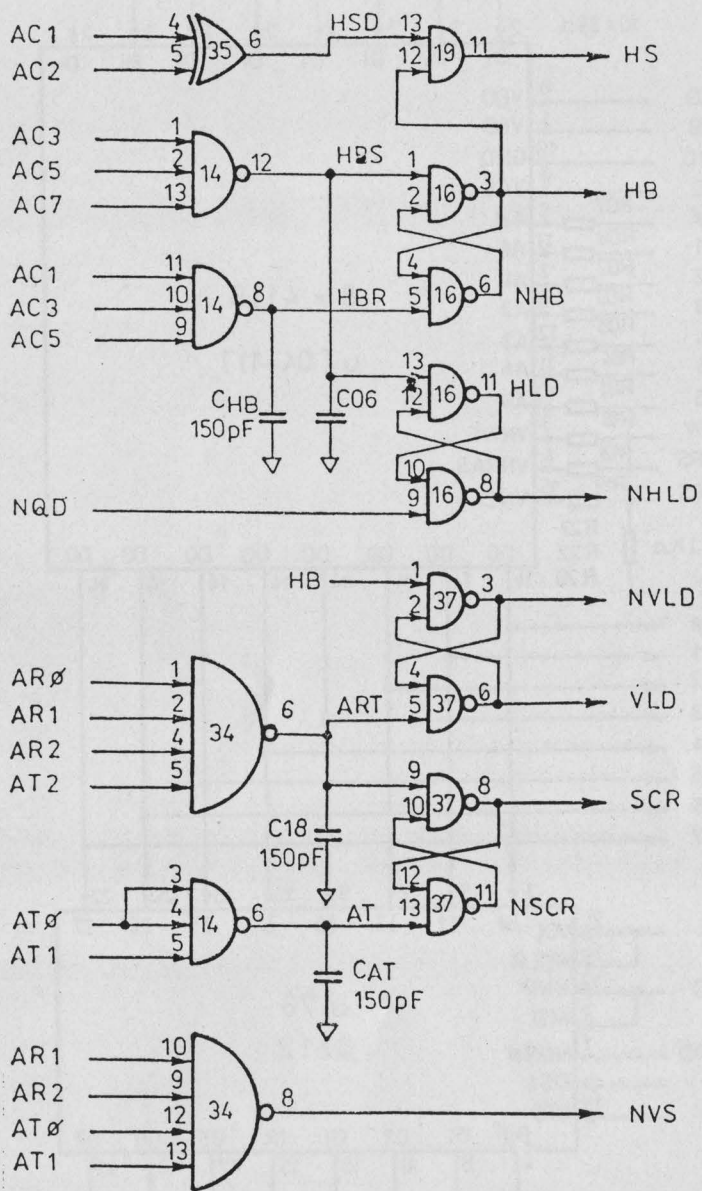 AC1 4
35
6 HSD 13
19
11 HS
AC2 5
12
AC3 1
AC5 2
14
12 HBS 1
16
3 HB
AC7 13
2
AC1 11
AC3 10
14
8 HBR
4
5
16
6 NHB
AC5 9
CHB
150pF
C06
13
12
16
11 HLD
NQD
10
9
16
8 NHLD
HB 1
2
37
3 NVLD
ARØ 1
AR1 2
AR2 4
AT2 5
34
6 ART
4
5
37
6 VLD
C18
150pF
9
10
37
8 SCR
3
ATØ 4
AT1 5
14
6 AT
12
13
37
11 NSCR
CAT
150pF
AR1 10
AR2 9
ATØ 12
AT1 13
34
8 NVS